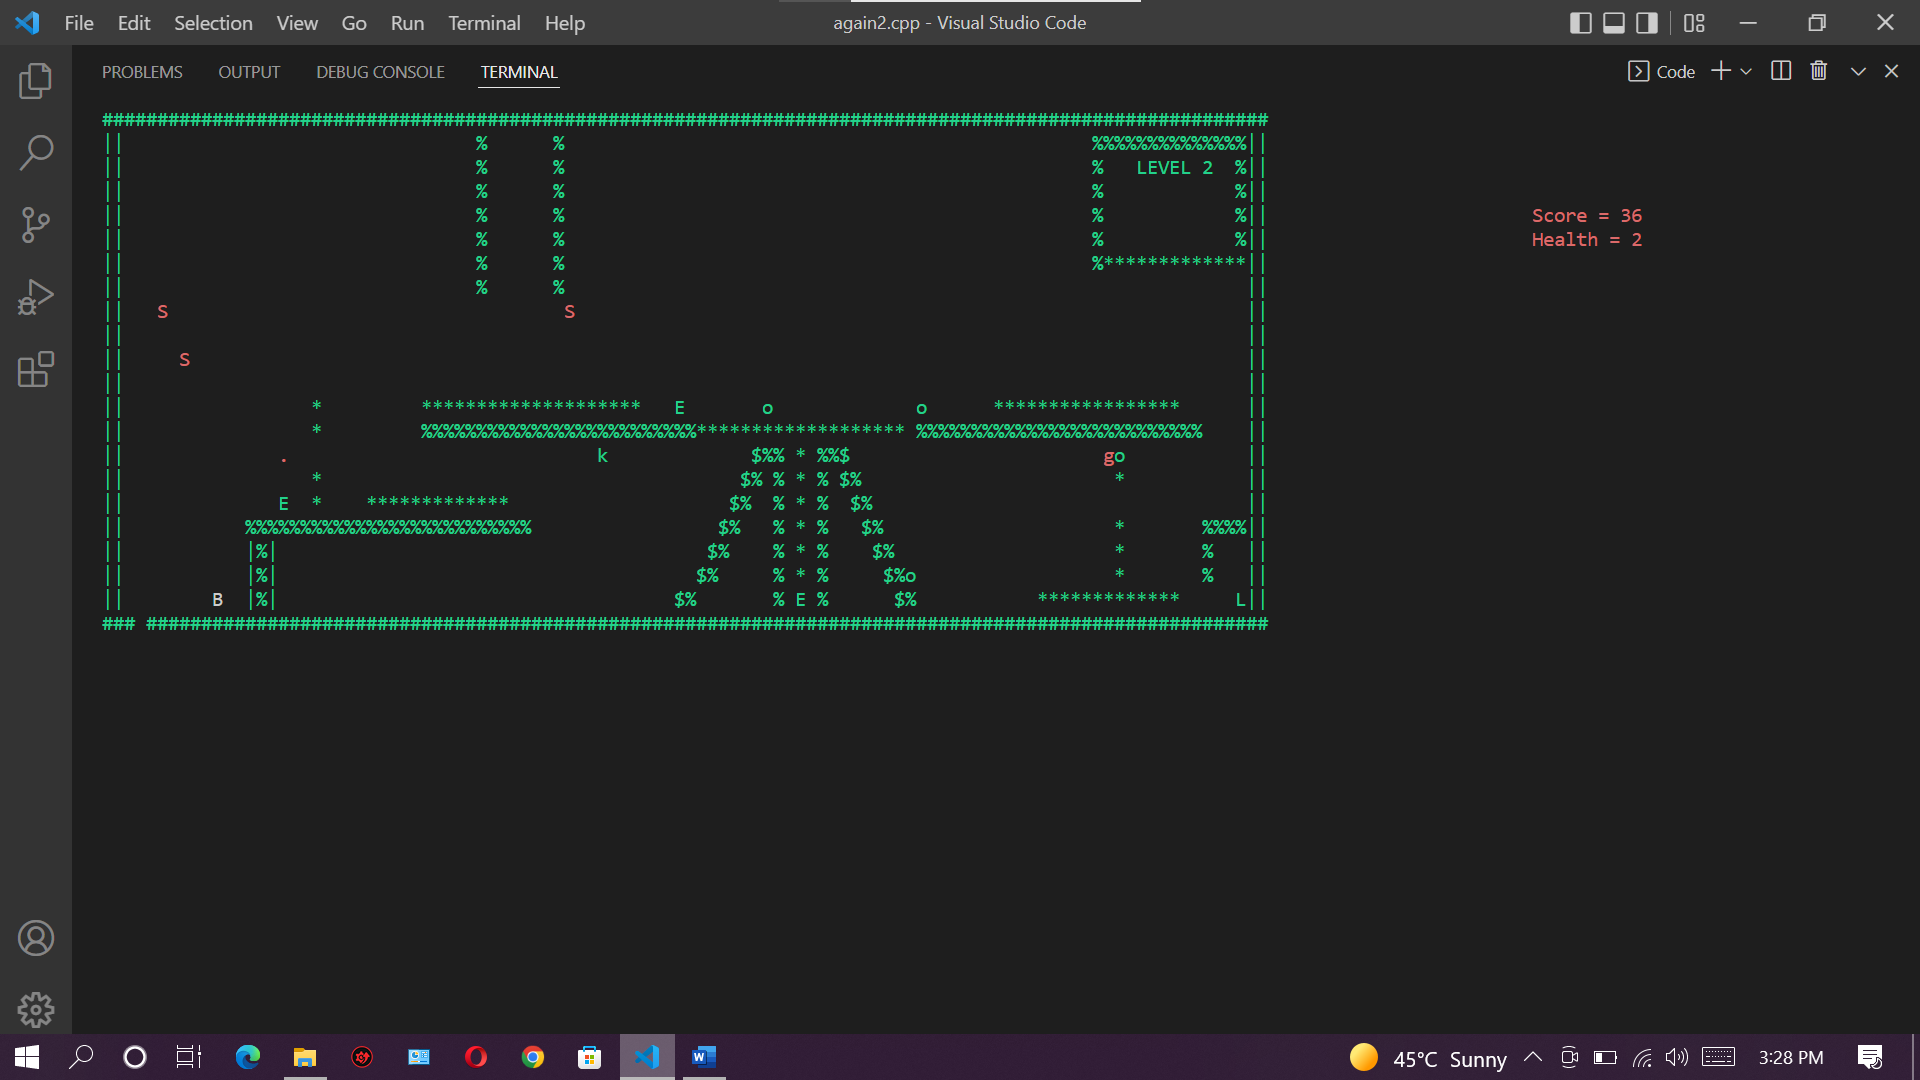 File Edit Selection View Go Run Terminal Help
again2.cpp - Visual Studio Code
PROBLEMS OUTPUT DEBUG CONSOLE TERMINAL
Code
##########################################################################################################
|| % % %%%%%%%%%%%%%%||
|| % % % LEVEL 2 %||
|| % % % %||
|| % % % %|| Score = 36
|| % % % %|| Health = 2
|| % % %*************||
|| % % ||
|| S S ||
|| ||
|| S ||
|| ||
|| * ******************** E o o ***************** ||
|| * %%%%%%%%%%%%%%%%%%%%%%%%%******************* %%%%%%%%%%%%%%%%%%%%%%%%%% ||
|| . k $%% * %%$ go ||
|| * $% % * % $% * ||
|| E * ************* $% % * % $% ||
|| %%%%%%%%%%%%%%%%%%%%%%%%%% $% % * % $% * %%%%||
|| |%| $% % * % $% * % ||
|| |%| $% % * % $%o * % ||
|| B |%| $% % E % $% ************* L||
### ######################################################################################################
45°C Sunny
3:28 PM